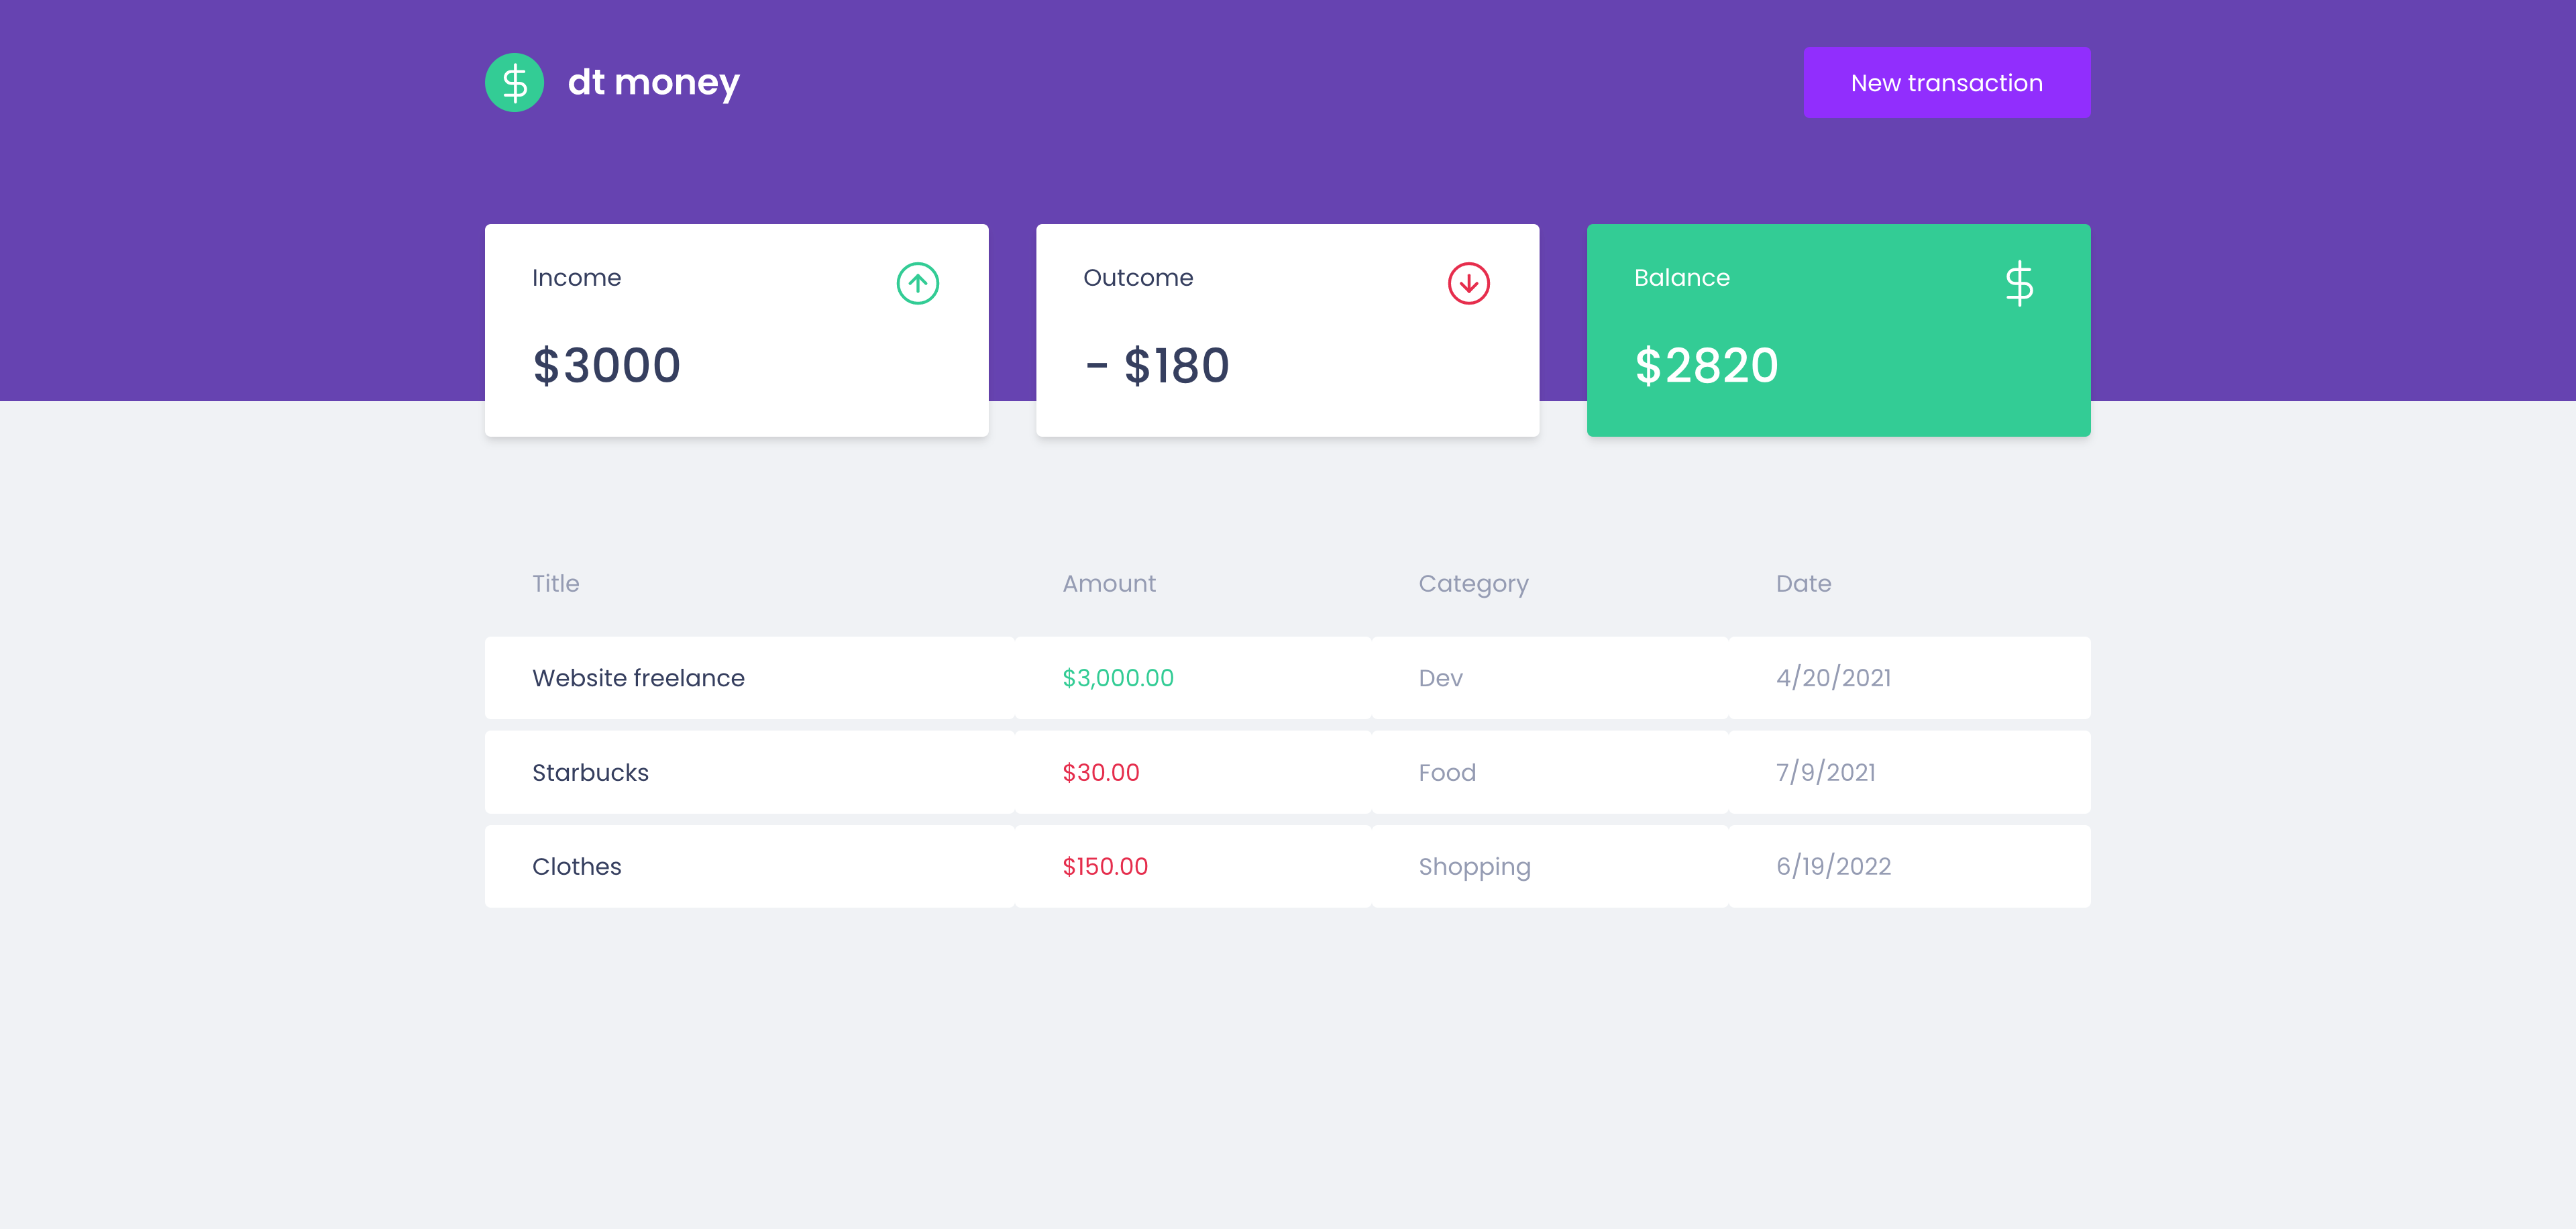 dt money
New transaction
Income
$3000
Outcome
- $180
Balance
$2820
Title Amount Category Date
Website freelance $3,000.00 Dev 4/20/2021
Starbucks $30.00 Food 7/9/2021
Clothes $150.00 Shopping 6/19/2022